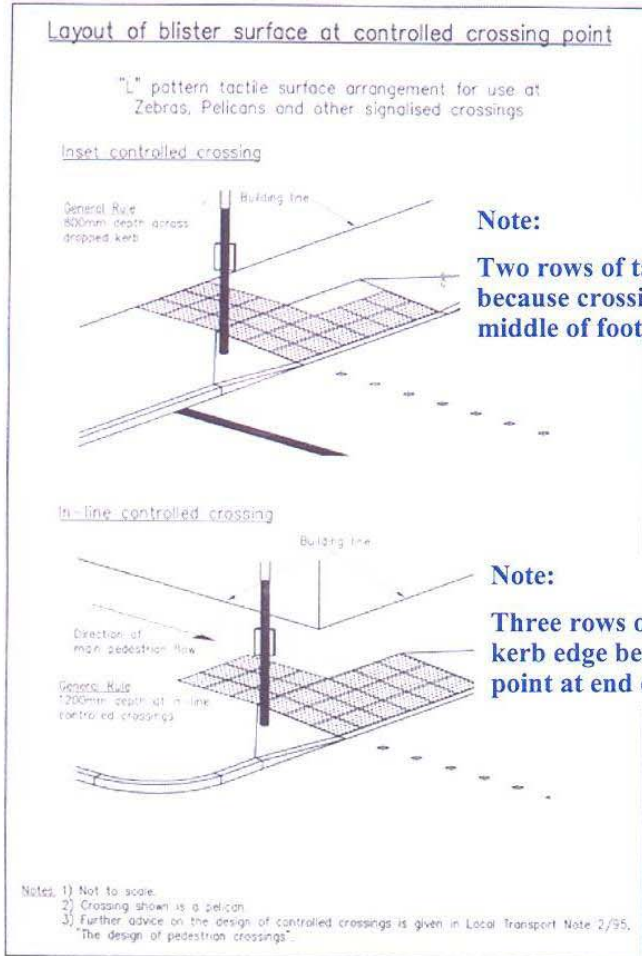 Layout of blister surface at controlled crossing point
"L" pattern tactile surface arrangement for use at
Zebras, Pelicans and other signalised crossings
Inset controlled crossing
General Rule
800mm depth across
dropped kerb
Building line
Note:
Two rows of
because
middle of
In-line controlled crossing
Building line
Direction of
main pedestrian flow
General Rule
1200mm depth at in-line
controlled crossings
Note:
Three rows
kerb edge
point at end
Notes 1) Not to scale.
2) Crossing shown is a pelican
3) Further advice on the design of controlled crossings is given in Local Transport Note 2/95,
"The design of pedestrian crossings".